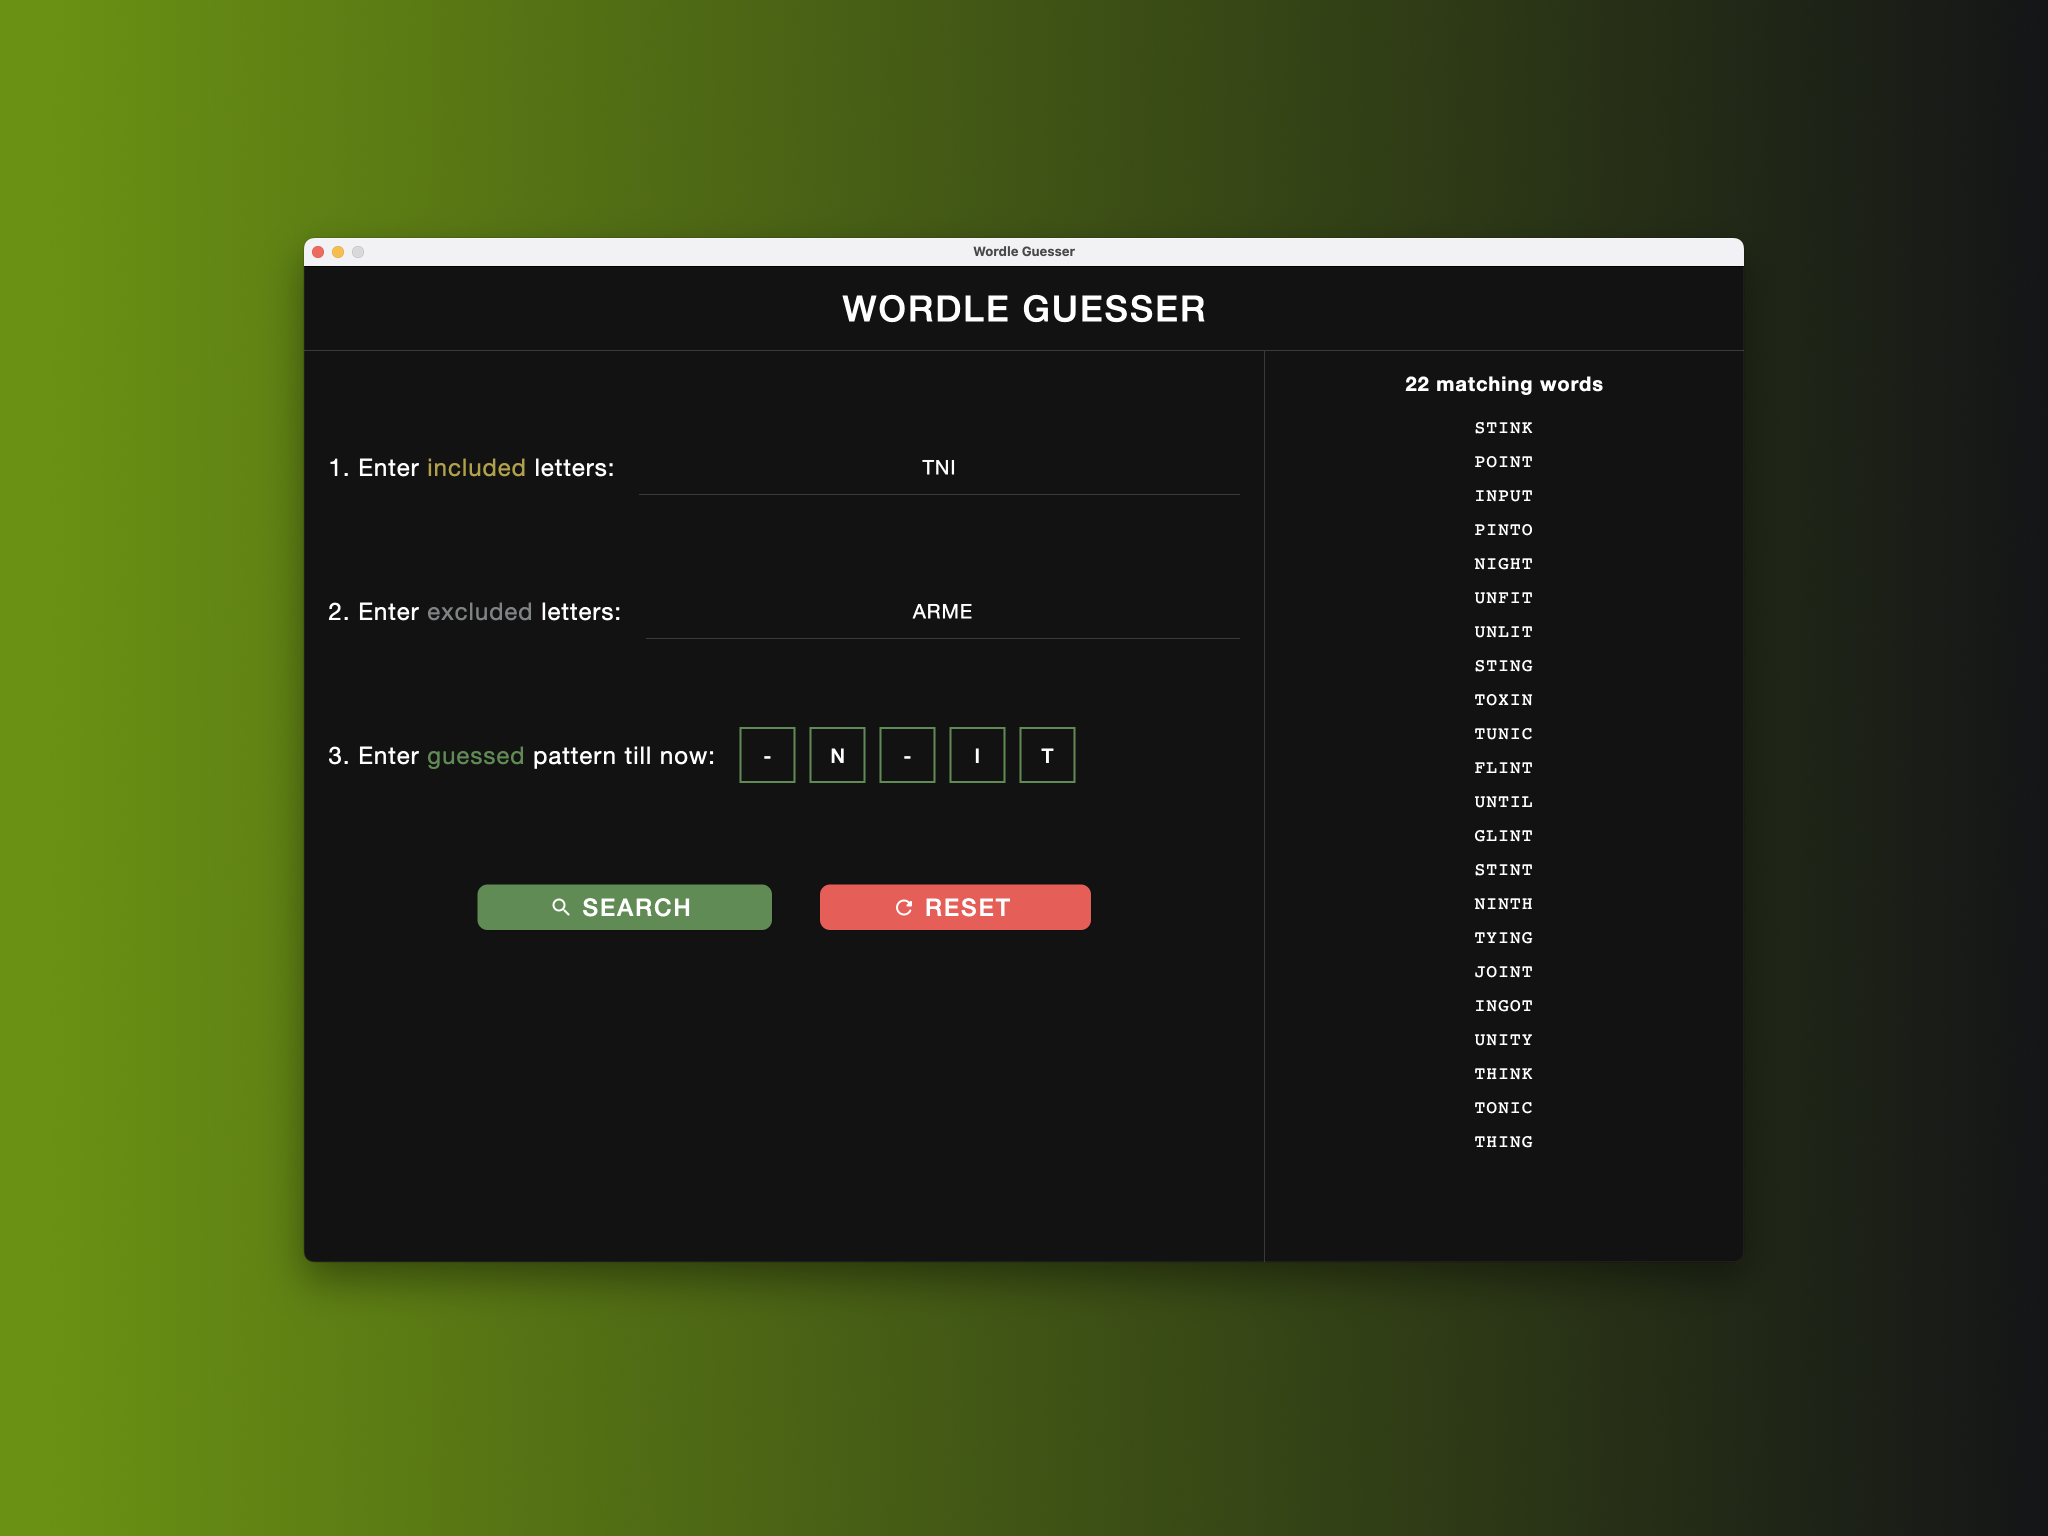 Wordle Guesser
WORDLE GUESSER
1. Enter included letters: TNI
2. Enter excluded letters: ARME
3. Enter guessed pattern till now: - N - I T
SEARCH RESET
22 matching words
STINK
POINT
INPUT
PINTO
NIGHT
UNFIT
UNLIT
STING
TOXIN
TUNIC
FLINT
UNTIL
GLINT
STINT
NINTH
TYING
JOINT
INGOT
UNITY
THINK
TONIC
THING